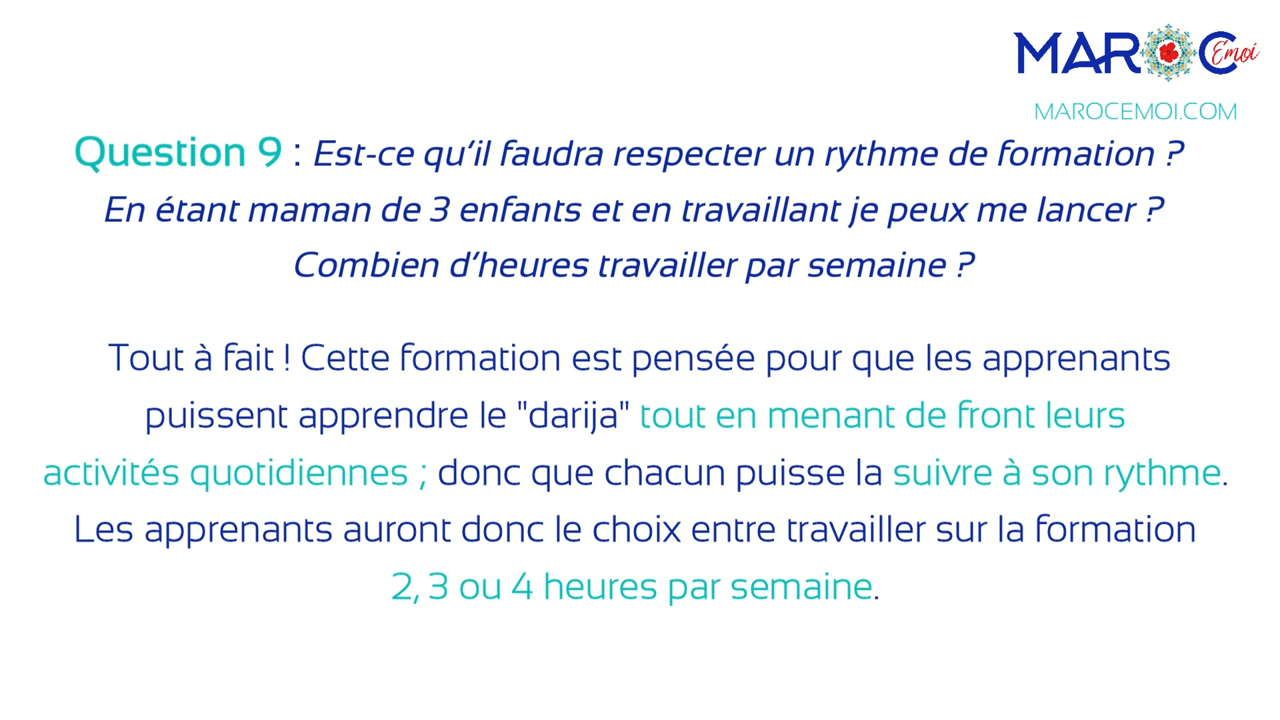 MAROC Emoi
MAROCEMOI.COM
Question 9 : Est-ce qu’il faudra respecter un rythme de formation ?
En étant maman de 3 enfants et en travaillant je peux me lancer ?
Combien d’heures travailler par semaine ?
Tout à fait ! Cette formation est pensée pour que les apprenants
puissent apprendre le "darija" tout en menant de front leurs
activités quotidiennes ; donc que chacun puisse la suivre à son rythme.
Les apprenants auront donc le choix entre travailler sur la formation
2, 3 ou 4 heures par semaine.